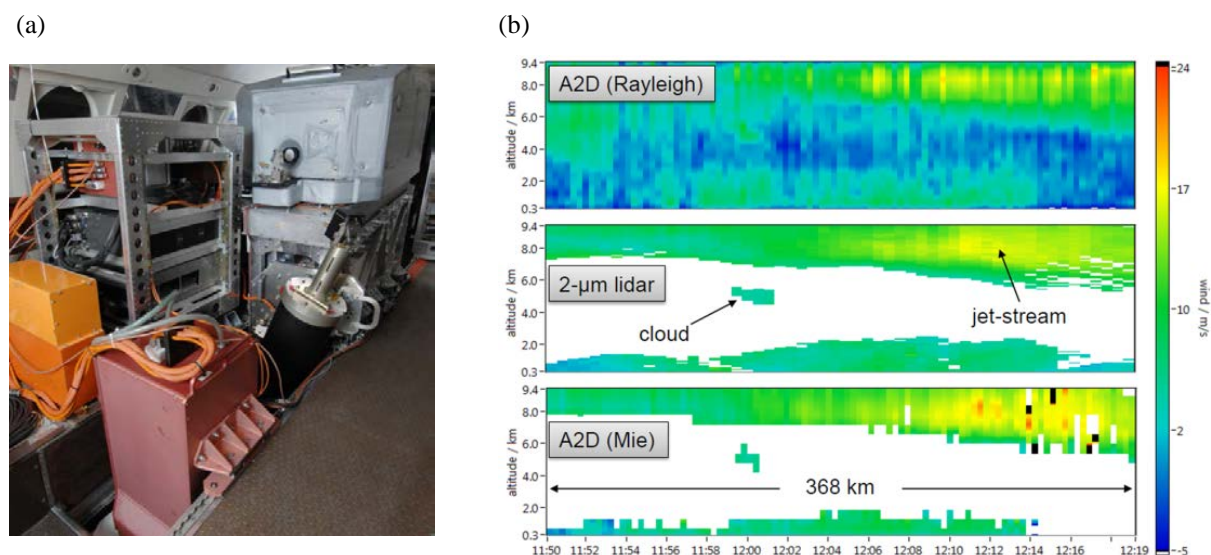 (a)
(b)
A2D (Rayleigh)
altitude / km
9.4
8.0
6.0
4.0
2.0
0.3
2-µm lidar
cloud
jet-stream
altitude / km
9.4
8.0
6.0
4.0
2.0
0.3
A2D (Mie)
368 km
altitude / km
9.4
8.0
6.0
4.0
2.0
0.3
11:50 11:52 11:54 11:56 11:58 12:00 12:02 12:04 12:06 12:08 12:10 12:12 12:14 12:16 12:19
24
17
10
2
-5
wind / m/s